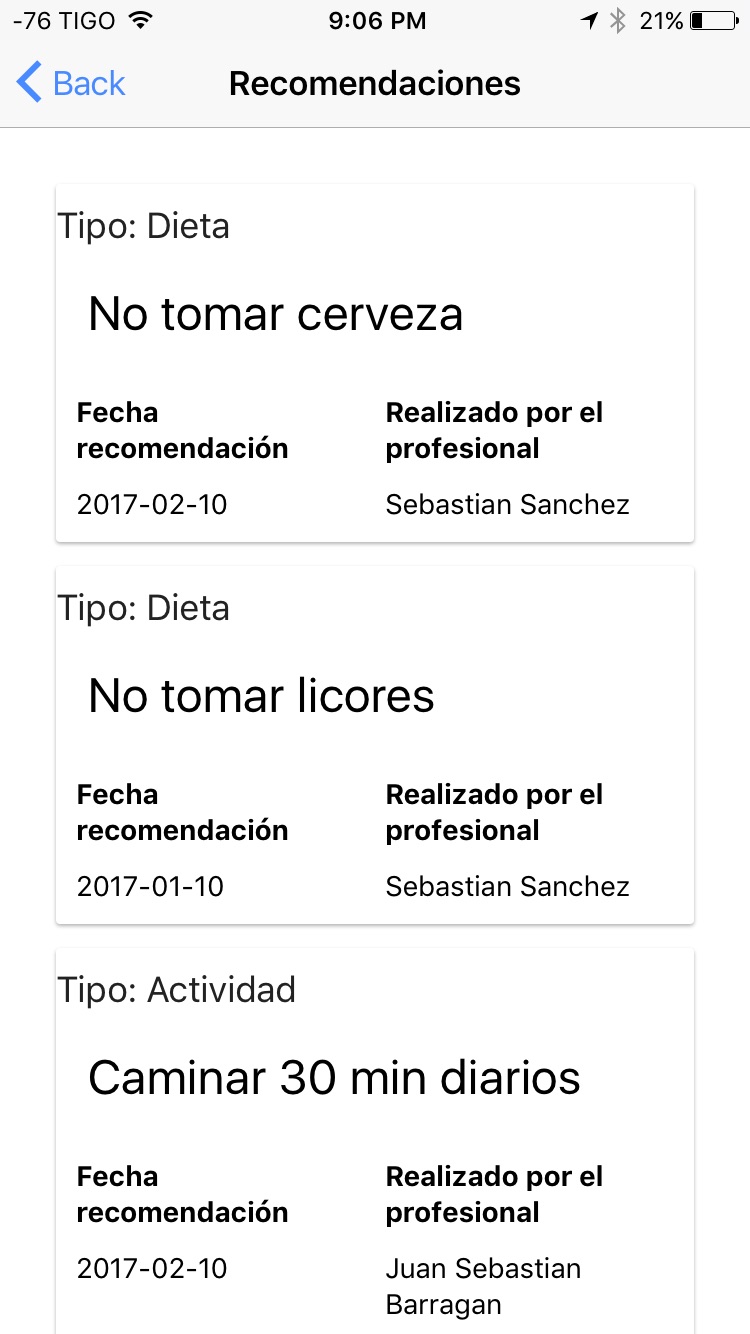 -76 TIGO 9:06 PM 21%
Back Recomendaciones
Tipo: Dieta
No tomar cerveza
Fecha recomendación
Realizado por el profesional
2017-02-10 Sebastian Sanchez
Tipo: Dieta
No tomar licores
Fecha recomendación
Realizado por el profesional
2017-01-10 Sebastian Sanchez
Tipo: Actividad
Caminar 30 min diarios
Fecha recomendación
Realizado por el profesional
2017-02-10 Juan Sebastian
Barragan